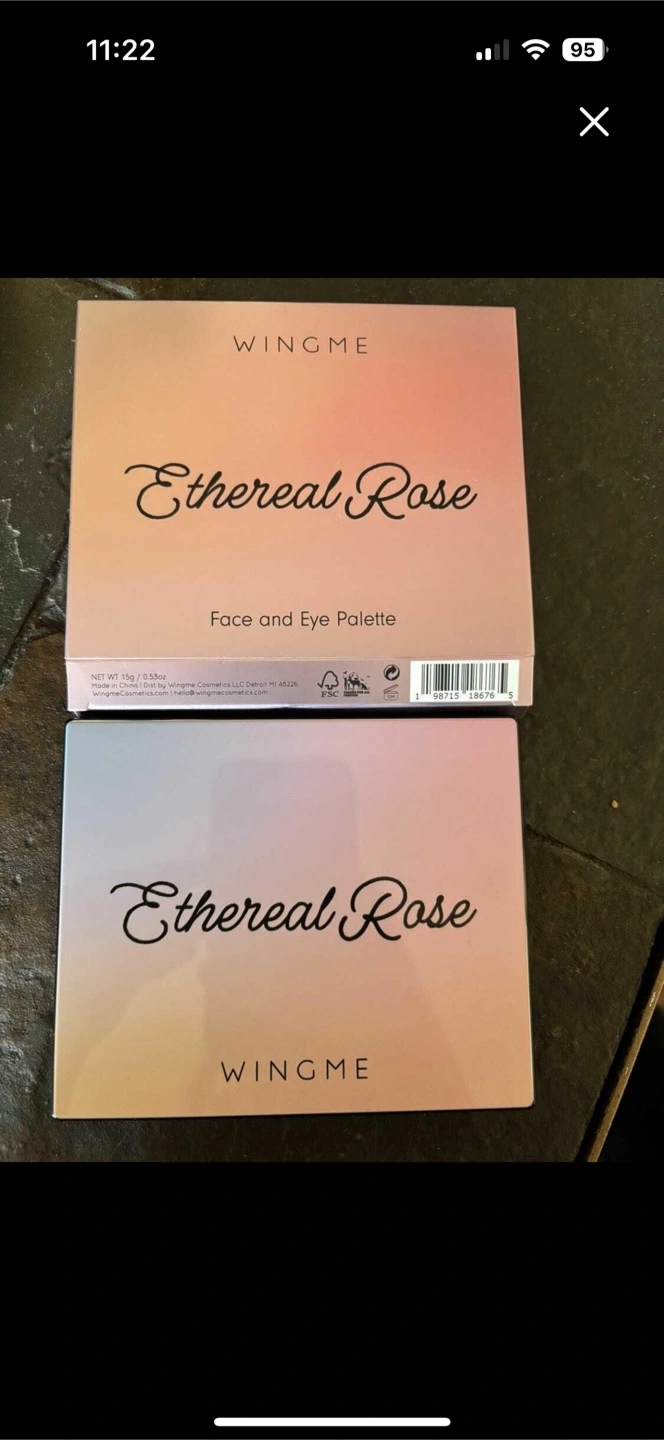 11:22
95
WINGME
Ethereal Rose
Face and Eye Palette
NET WT 15g / 0.53oz
Made in China | Dist by Wingme Cosmetics LLC Detroit MI 48226
WingmeCosmetics.com | hello@wingmecosmetics.com
FSC
1 98715 18676 5
Ethereal Rose
WINGME